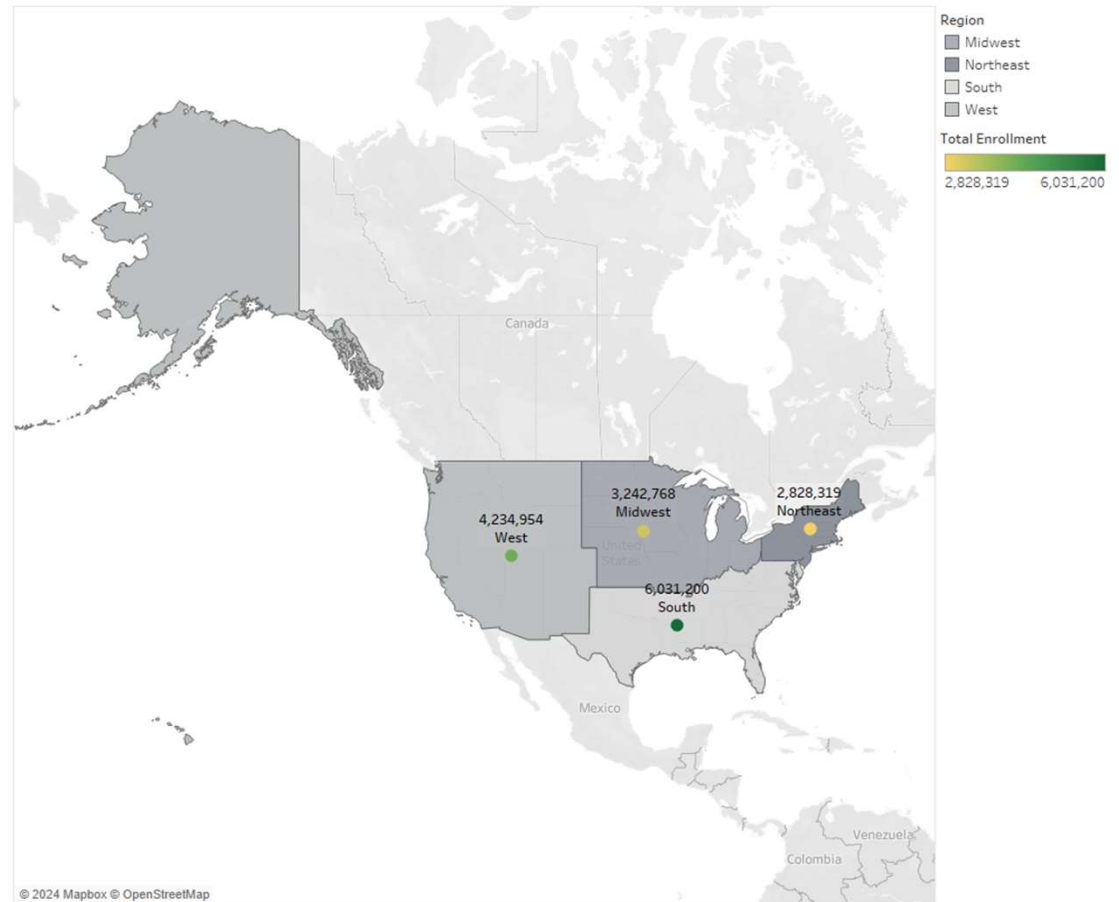 Region
Midwest
Northeast
South
West
Total Enrollment
2,828,319 6,031,200
Canada
3,242,768
Midwest
2,828,319
Northeast
4,234,954
West
United
States
6,031,200
South
Mexico
Venezuela
Colombia
© 2024 Mapbox © OpenStreetMap